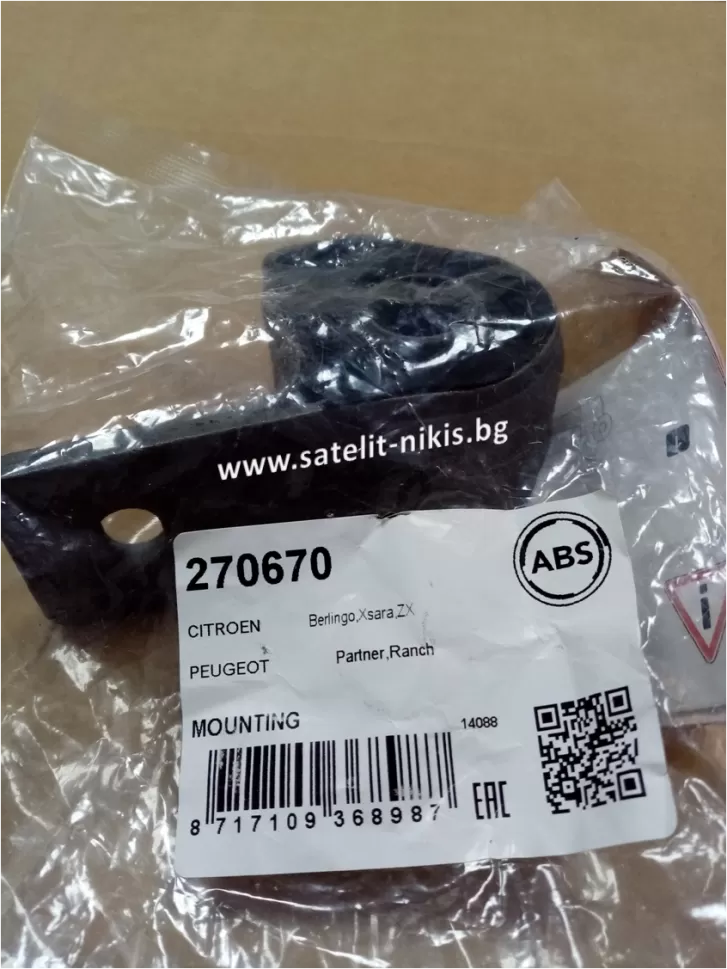 www.satelit-nikis.bg
270670
ABS
CITROEN Berlingo,Xsara,ZX
PEUGEOT Partner,Ranch
MOUNTING 14088
8 717109 368987
EAC